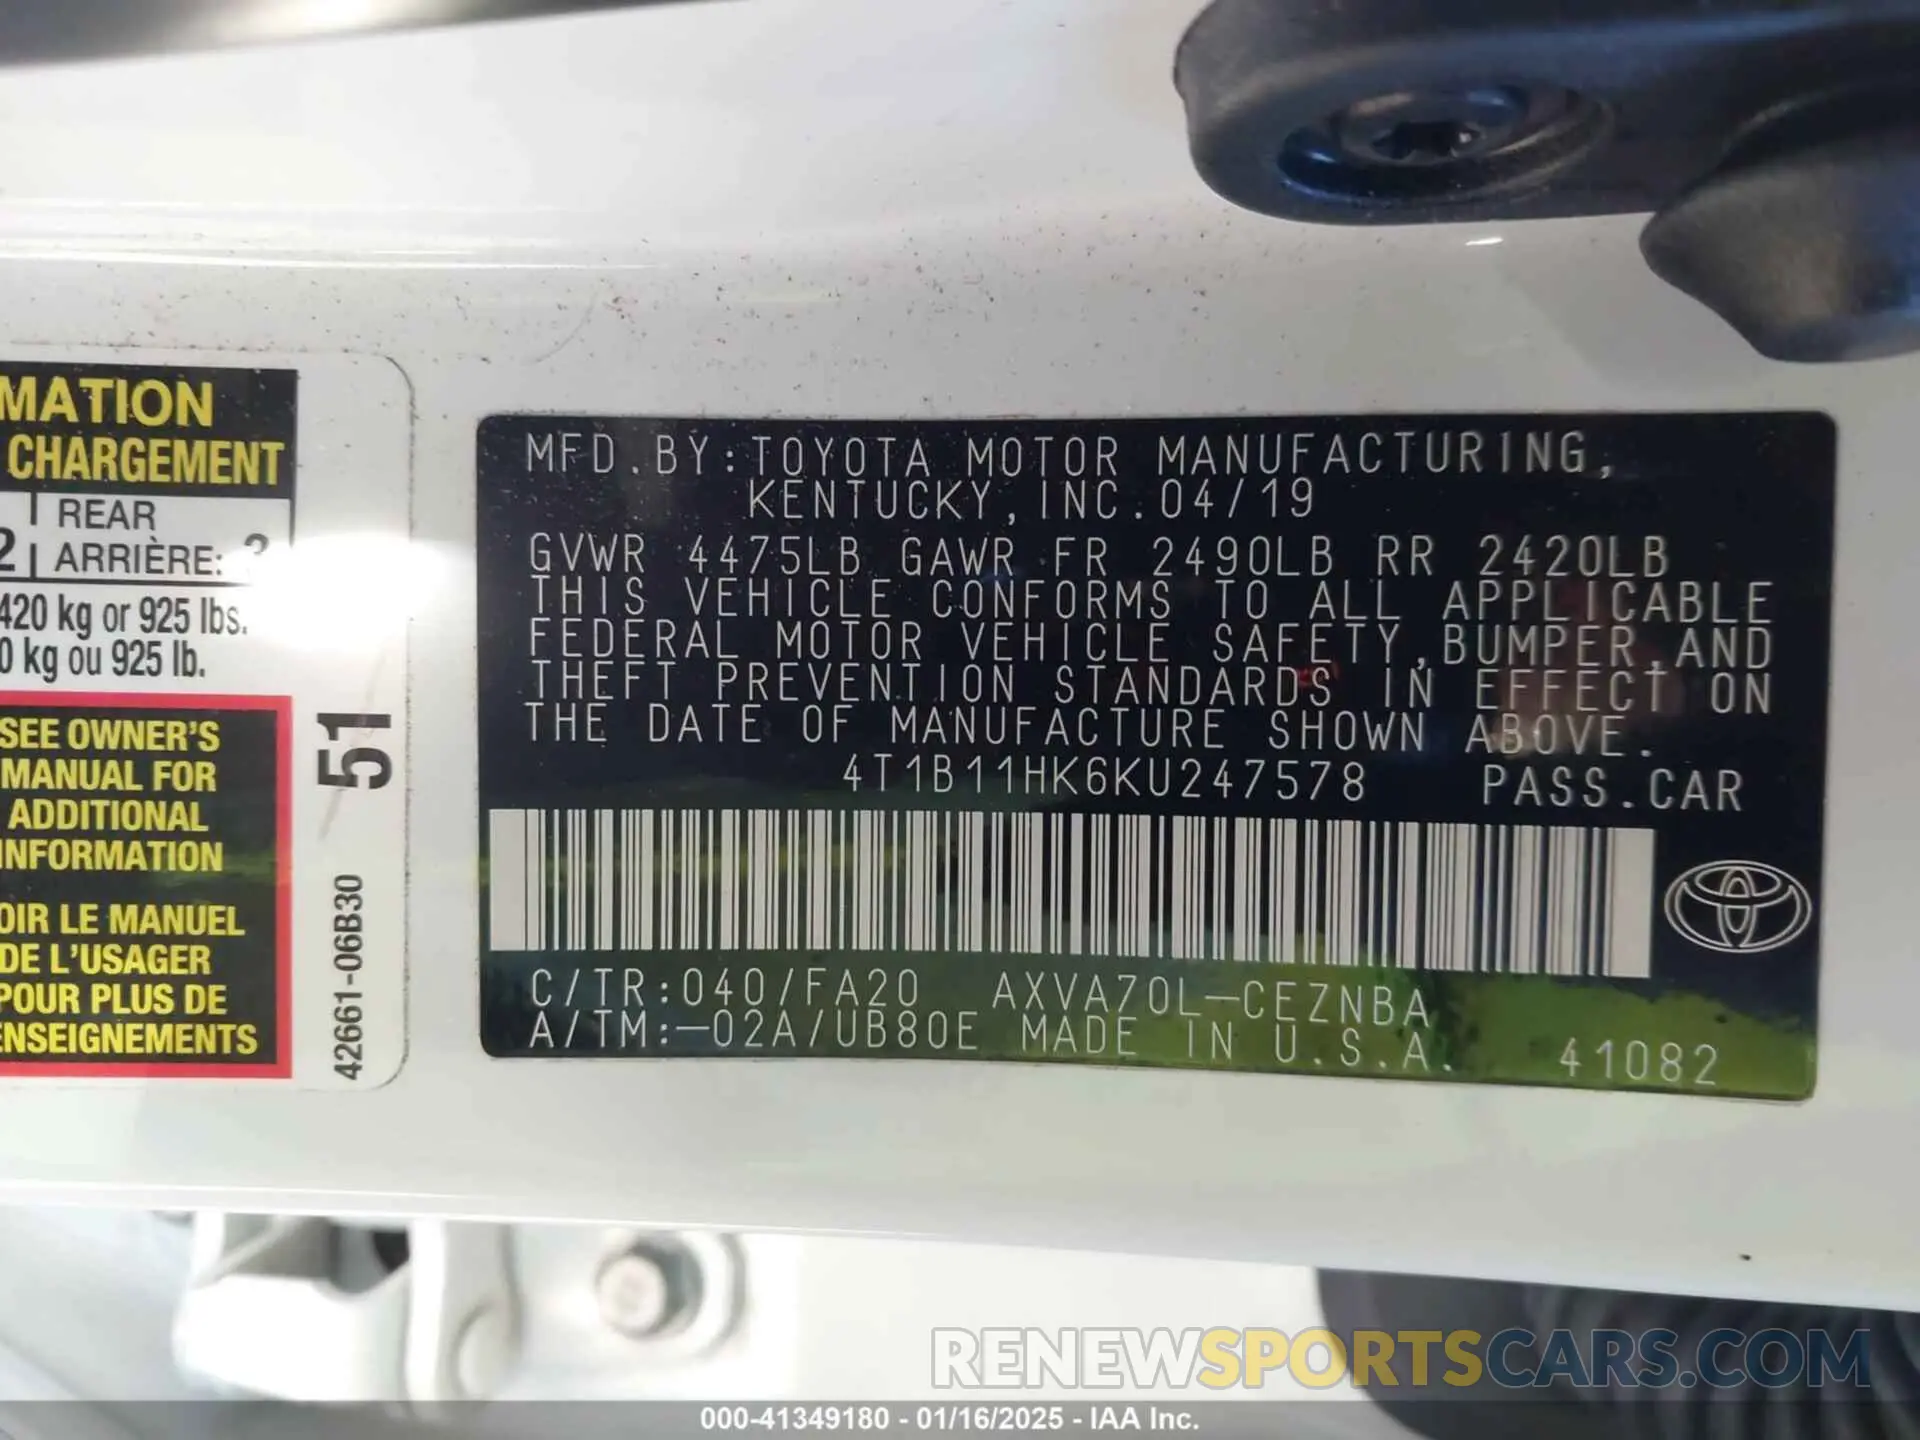 MATION
CHARGEMENT
2 | REAR
| ARRIÈRE:
420 kg or 925 lbs.
0 kg ou 925 lb.
SEE OWNER'S
MANUAL FOR
ADDITIONAL
INFORMATION
OIR LE MANUEL
DE L'USAGER
POUR PLUS DE
ENSEIGNEMENTS
51
42661-06B30
MFD.BY:TOYOTA MOTOR MANUFACTURING,
KENTUCKY,INC.04/19
GVWR 4475LB GAWR FR 2490LB RR 2420LB
THIS VEHICLE CONFORMS TO ALL APPLICABLE
FEDERAL MOTOR VEHICLE SAFETY,BUMPER,AND
THEFT PREVENTION STANDARDS IN EFFECT ON
THE DATE OF MANUFACTURE SHOWN ABOVE.
4T1B11HK6KU247578 PASS.CAR
C/TR:040/FA20 AXVA70L-CEZNBA
A/TM:-02A/UB80E MADE IN U.S.A. 41082
RENEWSPORTSCARS.COM
000-41349180 - 01/16/2025 - IAA Inc.